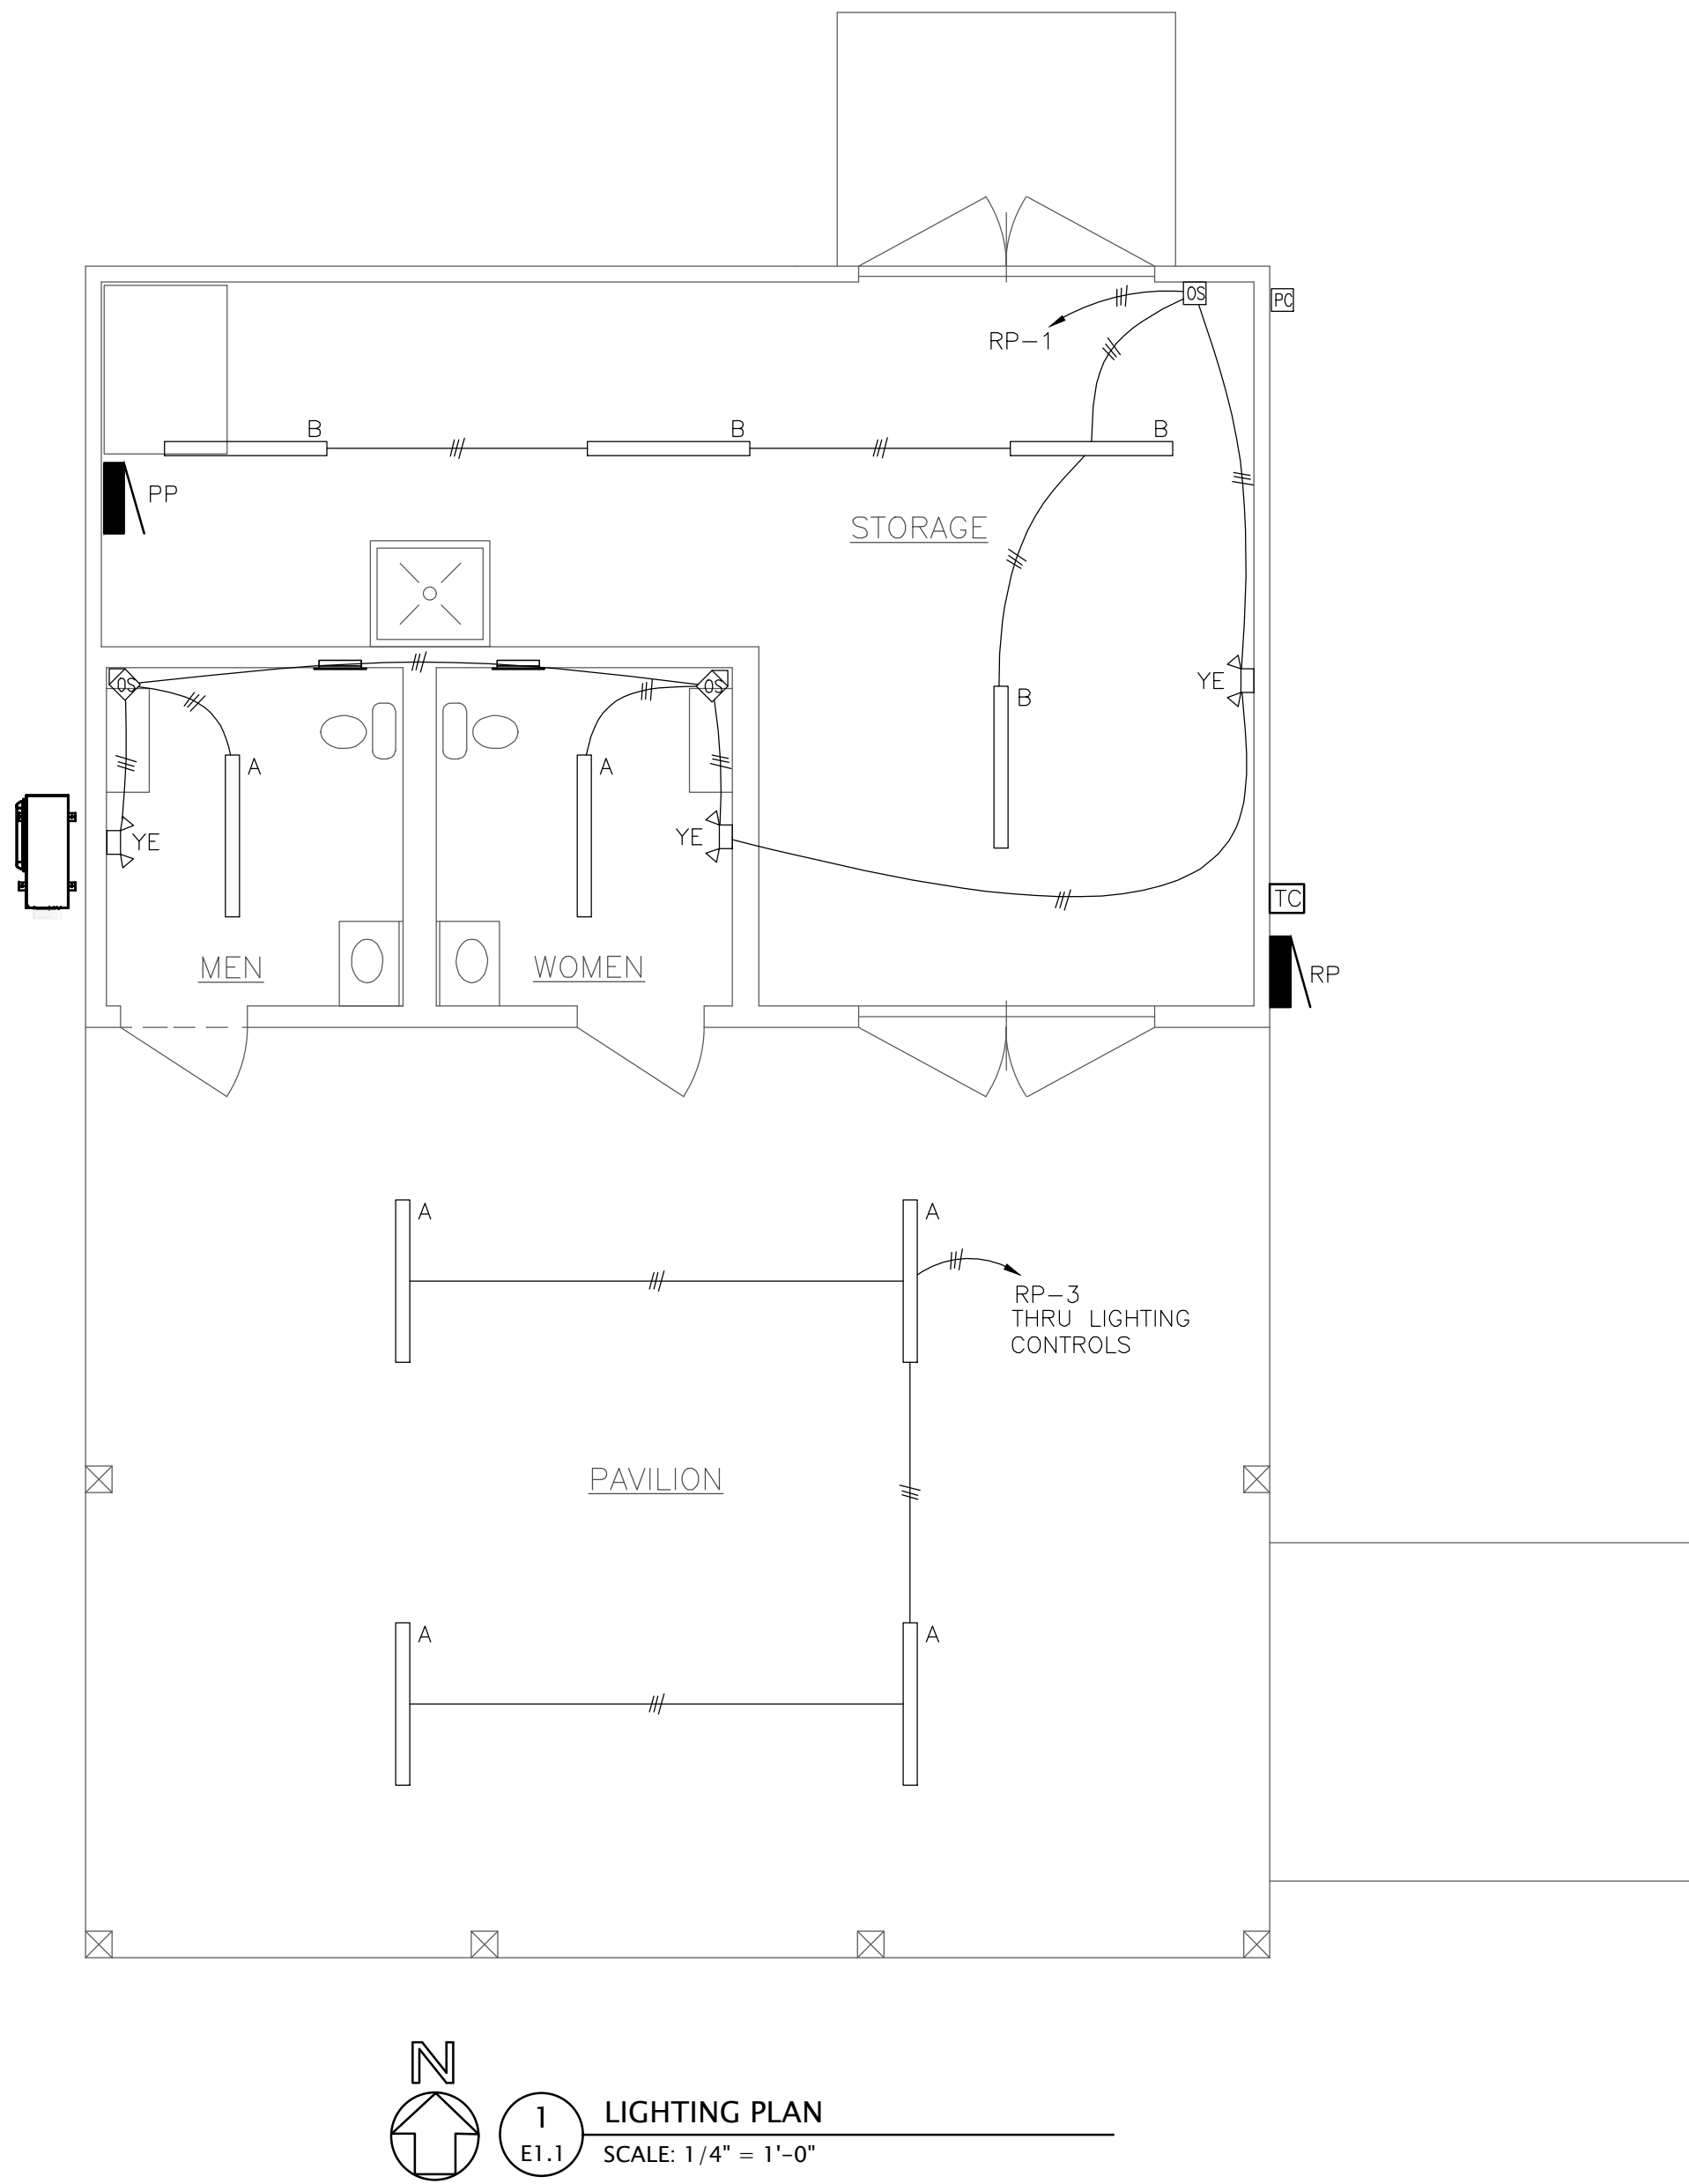 OS
PC
RP-1
B
B
B
PP
STORAGE
OS
OS
YE
B
A
A
YE
YE
TC
MEN
WOMEN
RP
A
A
RP-3
THRU LIGHTING
CONTROLS
PAVILION
A
A
N
1
E1.1
LIGHTING PLAN
SCALE: 1/4" = 1'-0"